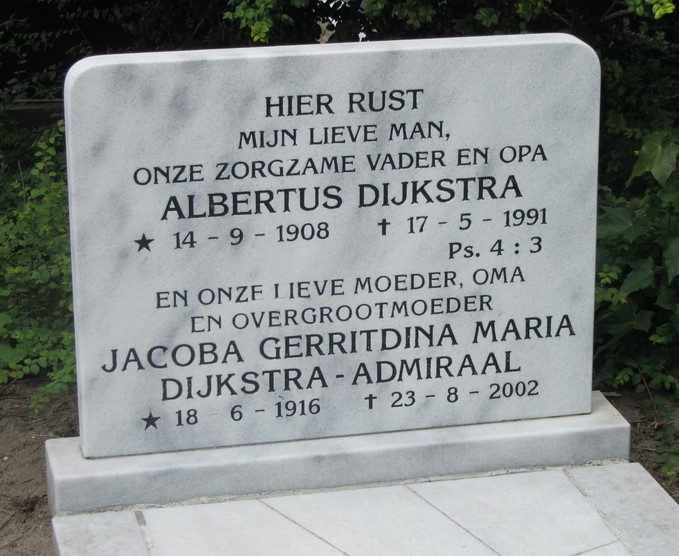 HIER RUST
MIJN LIEVE MAN,
ONZE ZORGZAME VADER EN OPA
ALBERTUS DIJKSTRA
★ 14 - 9 - 1908 † 17 - 5 - 1991
Ps. 4 : 3
EN ONZE LIEVE MOEDER, OMA
EN OVERGROOTMOEDER
JACOBA GERRITDINA MARIA
DIJKSTRA - ADMIRAAL
★ 18 6 - 1916 † 23 - 8 - 2002